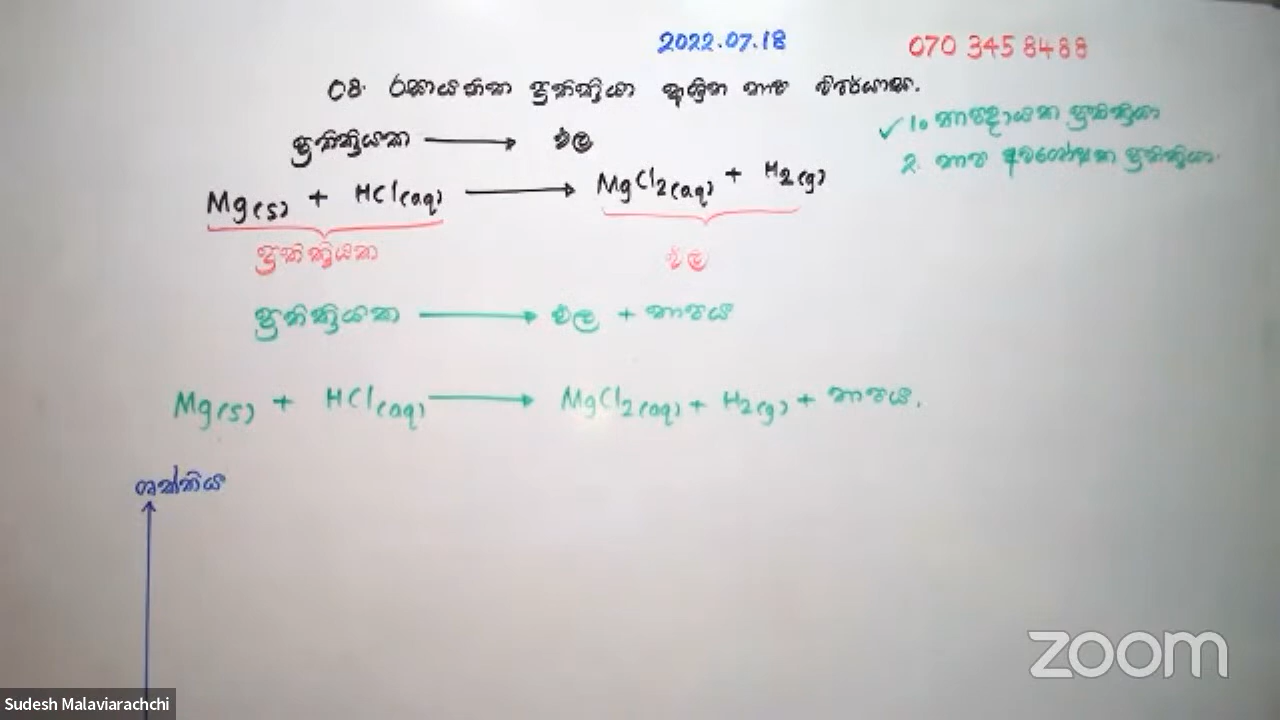 2022.07.18
070 345 8488
08. රසායනික ප්‍රතික්‍රියා ආශ්‍රිත තාප විපර්යාස.
✓ 1. තාපදායක ප්‍රතික්‍රියා
2. තාප අවශෝෂක ප්‍රතික්‍රියා.
ප්‍රතික්‍රියක → ඵල
Mg(s) + HCl(aq) → MgCl2(aq) + H2(g)
ප්‍රතික්‍රියක ඵල
ප්‍රතික්‍රියක → ඵල + තාපය
Mg(s) + HCl(aq) → MgCl2(aq) + H2(g) + තාපය.
ශක්තිය
zoom
Sudesh Malaviarachchi